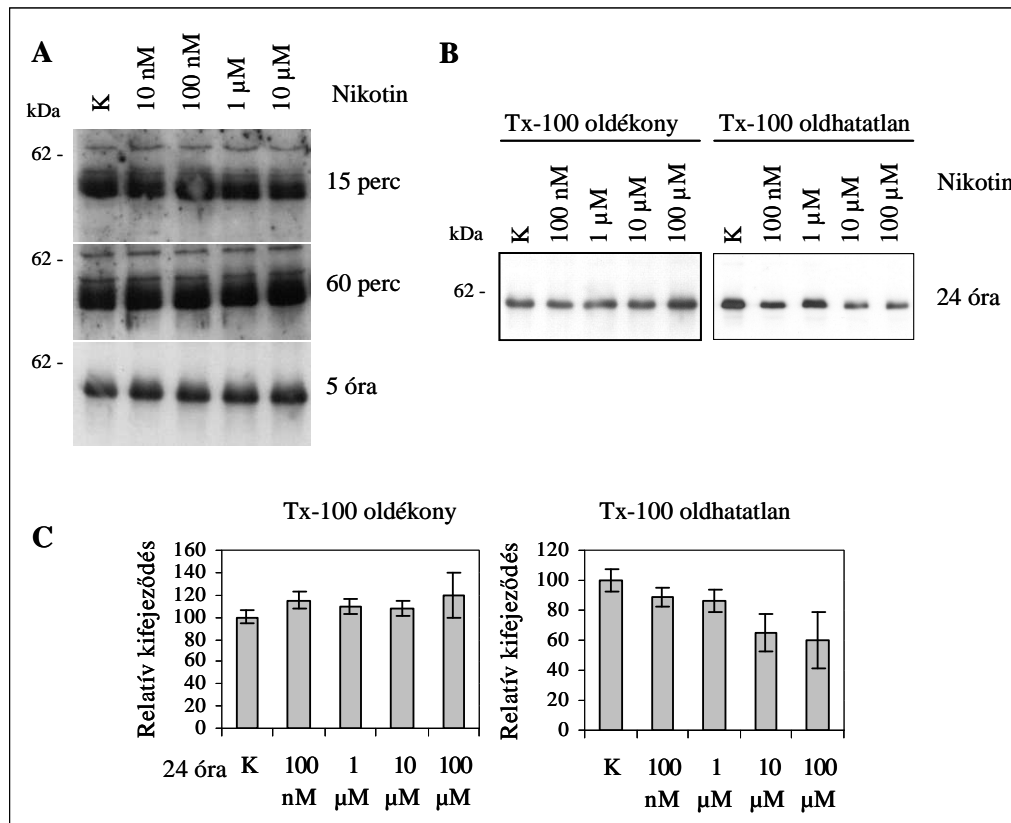 A
K 10 nM 100 nM 1 µM 10 µM Nikotin
kDa
62 -
15 perc
62 -
60 perc
62 -
5 óra
B
Tx-100 oldékony Tx-100 oldhatatlan
K 100 nM 1 µM 10 µM 100 µM K 100 nM 1 µM 10 µM 100 µM Nikotin
kDa
62 -
24 óra
C
Tx-100 oldékony
Relatív kifejeződés
160
140
120
100
80
60
40
20
0
24 óra K 100 1 10 100
nM µM µM µM
Tx-100 oldhatatlan
Relatív kifejeződés
120
100
80
60
40
20
0
K 100 1 10 100
nM µM µM µM